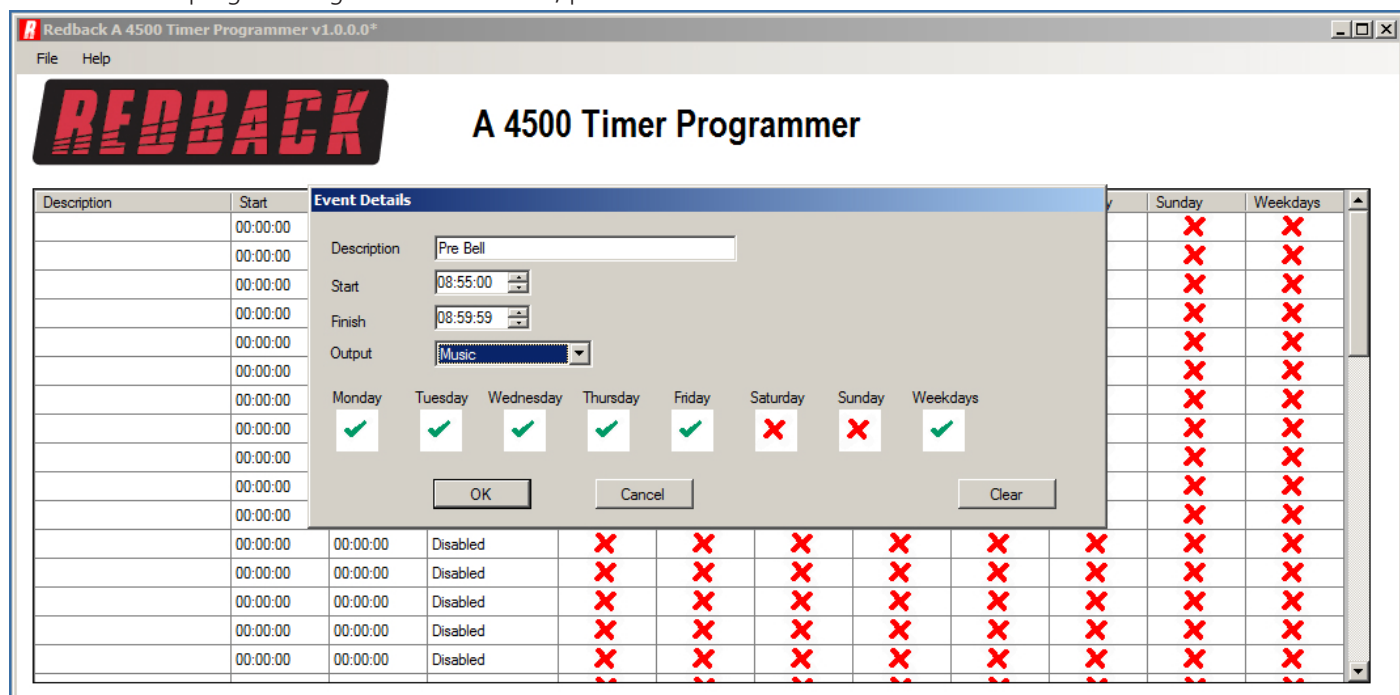 Redback A 4500 Timer Programmer v1.0.0.0*
File Help
REDBACK
A 4500 Timer Programmer
Description Start Sunday Weekdays
Event Details
00:00:00
00:00:00
Description Pre Bell
00:00:00
Start 08:55:00
00:00:00
Finish 08:59:59
00:00:00
Output Music
00:00:00
00:00:00
Monday Tuesday Wednesday Thursday Friday Saturday Sunday Weekdays
00:00:00
00:00:00
00:00:00
OK Cancel Clear
00:00:00
00:00:00 00:00:00 Disabled
00:00:00 00:00:00 Disabled
00:00:00 00:00:00 Disabled
00:00:00 00:00:00 Disabled
00:00:00 00:00:00 Disabled